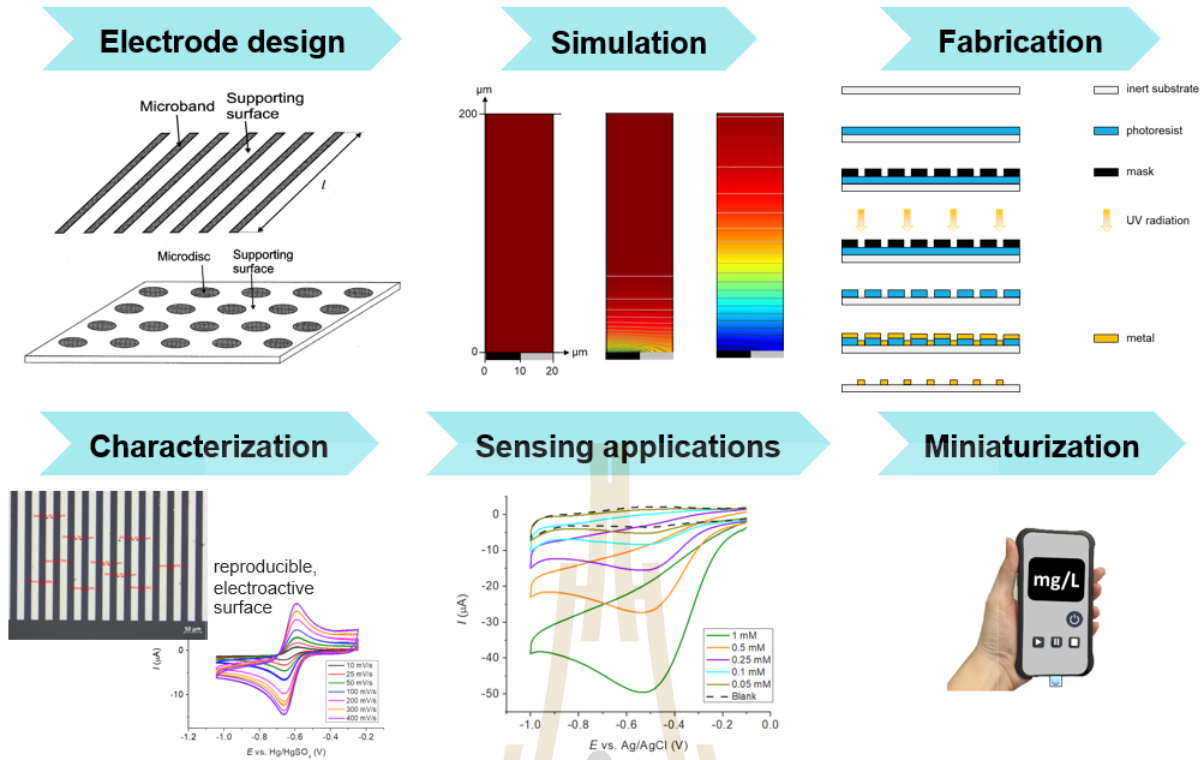 Electrode design
Simulation
Fabrication
Microband
Supporting
surface
l
Microdisc
Supporting
surface
µm
200
0
µm
0
10
20
inert substrate
photoresist
mask
UV radiation
metal
Characterization
Sensing applications
Miniaturization
50 µm
reproducible,
electroactive
surface
I (µA)
0
-10
10 mV/s
25 mV/s
50 mV/s
100 mV/s
200 mV/s
300 mV/s
400 mV/s
-1.0
-0.8
-0.6
-0.4
-0.2
E vs. Hg/HgSO₄ (V)
I (µA)
0
-10
-20
-30
-40
-50
1 mM
0.5 mM
0.25 mM
0.1 mM
0.05 mM
Blank
-1.0
-0.8
-0.6
-0.4
-0.2
0.0
E vs. Ag/AgCl (V)
mg/L